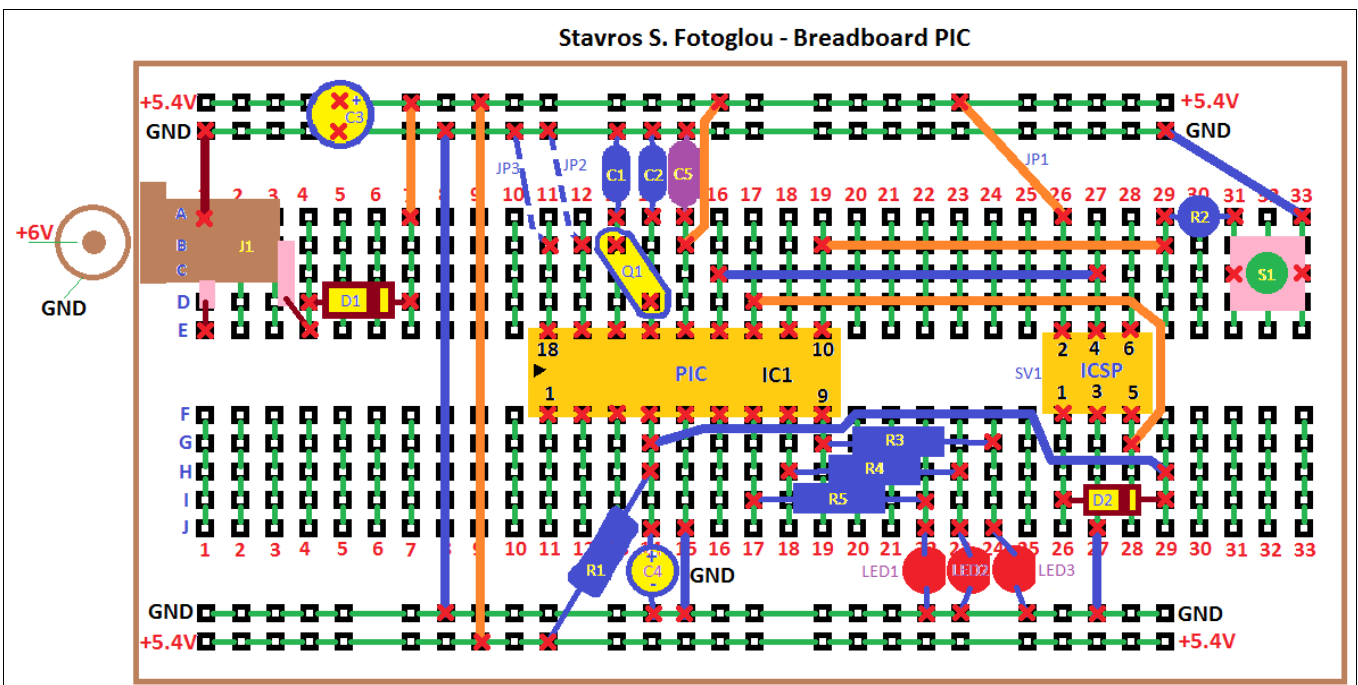 Stavros S. Fotoglou - Breadboard PIC
+5.4V + C3 +5.4V
GND GND
JP3 JP2 C1 C2 C5 JP1
1 2 3 4 5 6 7 10 11 12 16 17 18 19 20 21 22 23 24 25 26 27 28 29 30 31 32 33
A R2
+6V B J1
C Q1 S1
GND D D1
E
18 10 2 4 6
PIC IC1 SV1 ICSP
1 9 1 3 5
F
G R3
H R4
I R5 D2
J
1 2 3 4 5 6 7 8 9 10 11 12 13 14 15 16 17 18 19 20 21 22 23 24 25 26 27 28 29 30 31 32 33
R1 + C4 - GND LED1 LED2 LED3
GND GND
+5.4V +5.4V